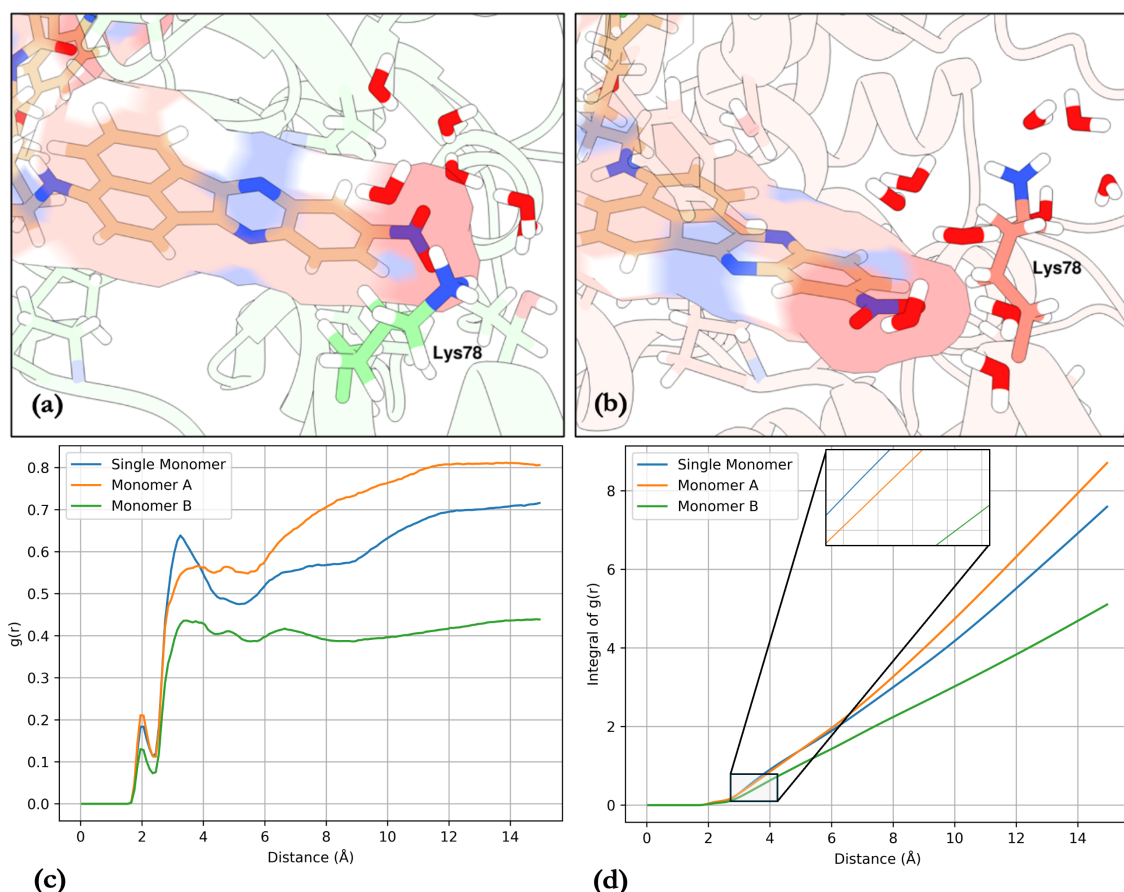 Lys78
(a)
Lys78
(b)
Single Monomer
Monomer A
Monomer B
g(r)
0.8
0.7
0.6
0.5
0.4
0.3
0.2
0.1
0.0
0 2 4 6 8 10 12 14
Distance (Å)
(c)
Single Monomer
Monomer A
Monomer B
Integral of g(r)
8
6
4
2
0
0 2 4 6 8 10 12 14
Distance (Å)
(d)